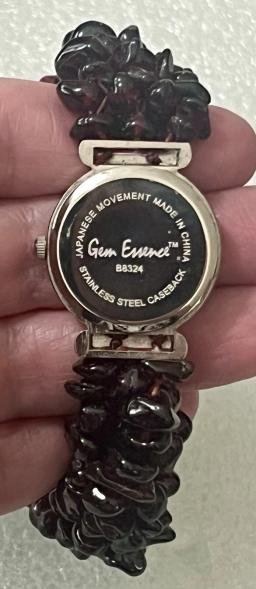 JAPANESE MOVEMENT MADE IN CHINA
Gem Essence™
B8324
STAINLESS STEEL CASEBACK